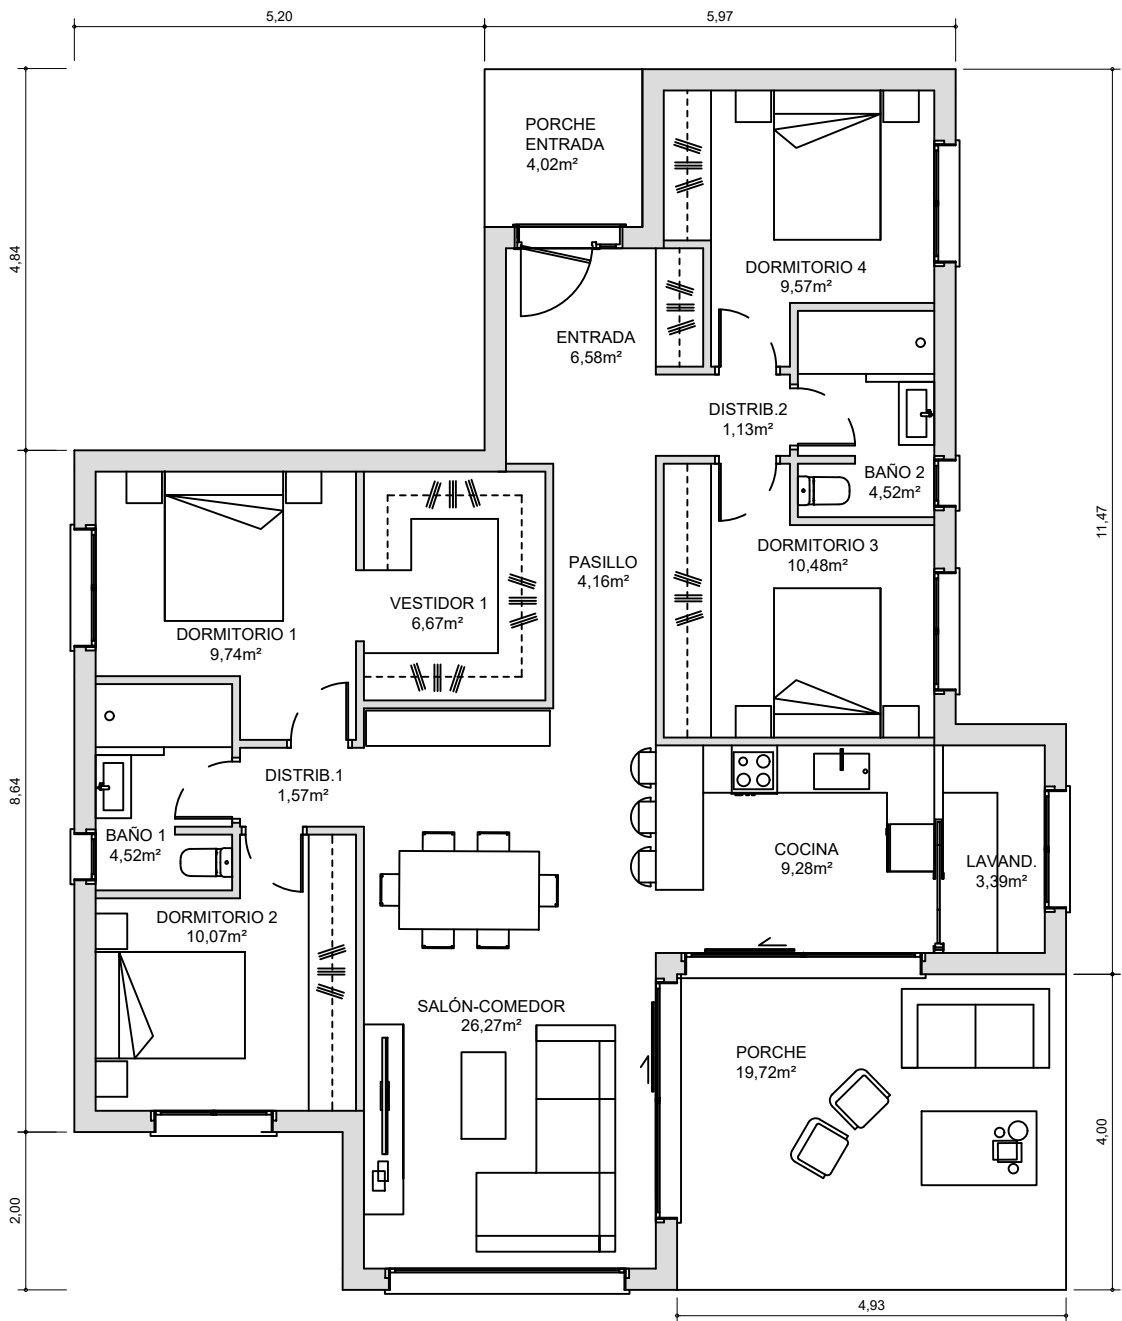 5,20
5,97
PORCHE
ENTRADA
4,02m²
4,84
DORMITORIO 4
9,57m²
ENTRADA
6,58m²
DISTRIB.2
1,13m²
BAÑO 2
4,52m²
11,47
DORMITORIO 3
10,48m²
PASILLO
4,16m²
VESTIDOR 1
6,67m²
DORMITORIO 1
9,74m²
DISTRIB.1
1,57m²
8,64
BAÑO 1
4,52m²
COCINA
9,28m²
LAVAND.
3,39m²
DORMITORIO 2
10,07m²
SALÓN-COMEDOR
26,27m²
PORCHE
19,72m²
4,00
2,00
4,93